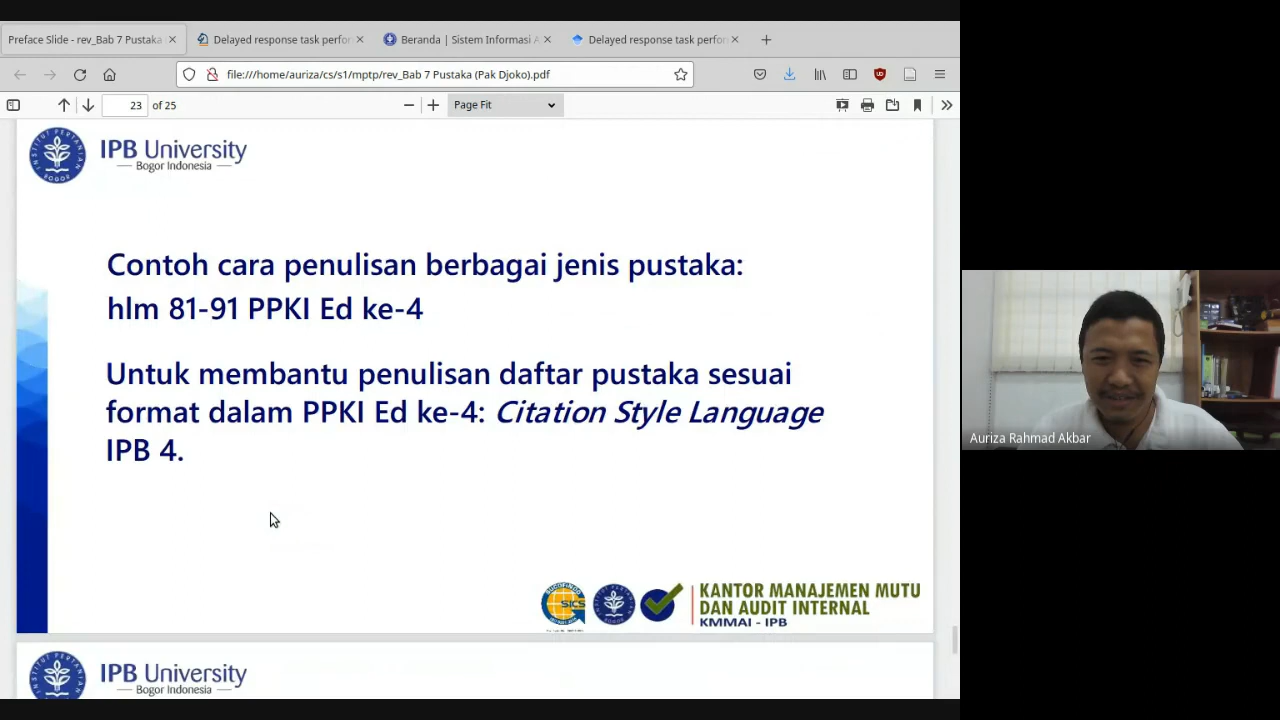 Preface Slide - rev_Bab 7 Pustaka
Delayed response task perfor
Beranda | Sistem Informasi A
Delayed response task perfor
file:///home/auriza/cs/s1/mptp/rev_Bab 7 Pustaka (Pak Djoko).pdf
23 of 25
Page Fit
IPB University
Bogor Indonesia
Contoh cara penulisan berbagai jenis pustaka:
hlm 81-91 PPKI Ed ke-4
Untuk membantu penulisan daftar pustaka sesuai
format dalam PPKI Ed ke-4: Citation Style Language
IPB 4.
Auriza Rahmad Akbar
SICS
KANTOR MANAJEMEN MUTU
DAN AUDIT INTERNAL
KMMAI - IPB
IPB University
Bogor Indonesia